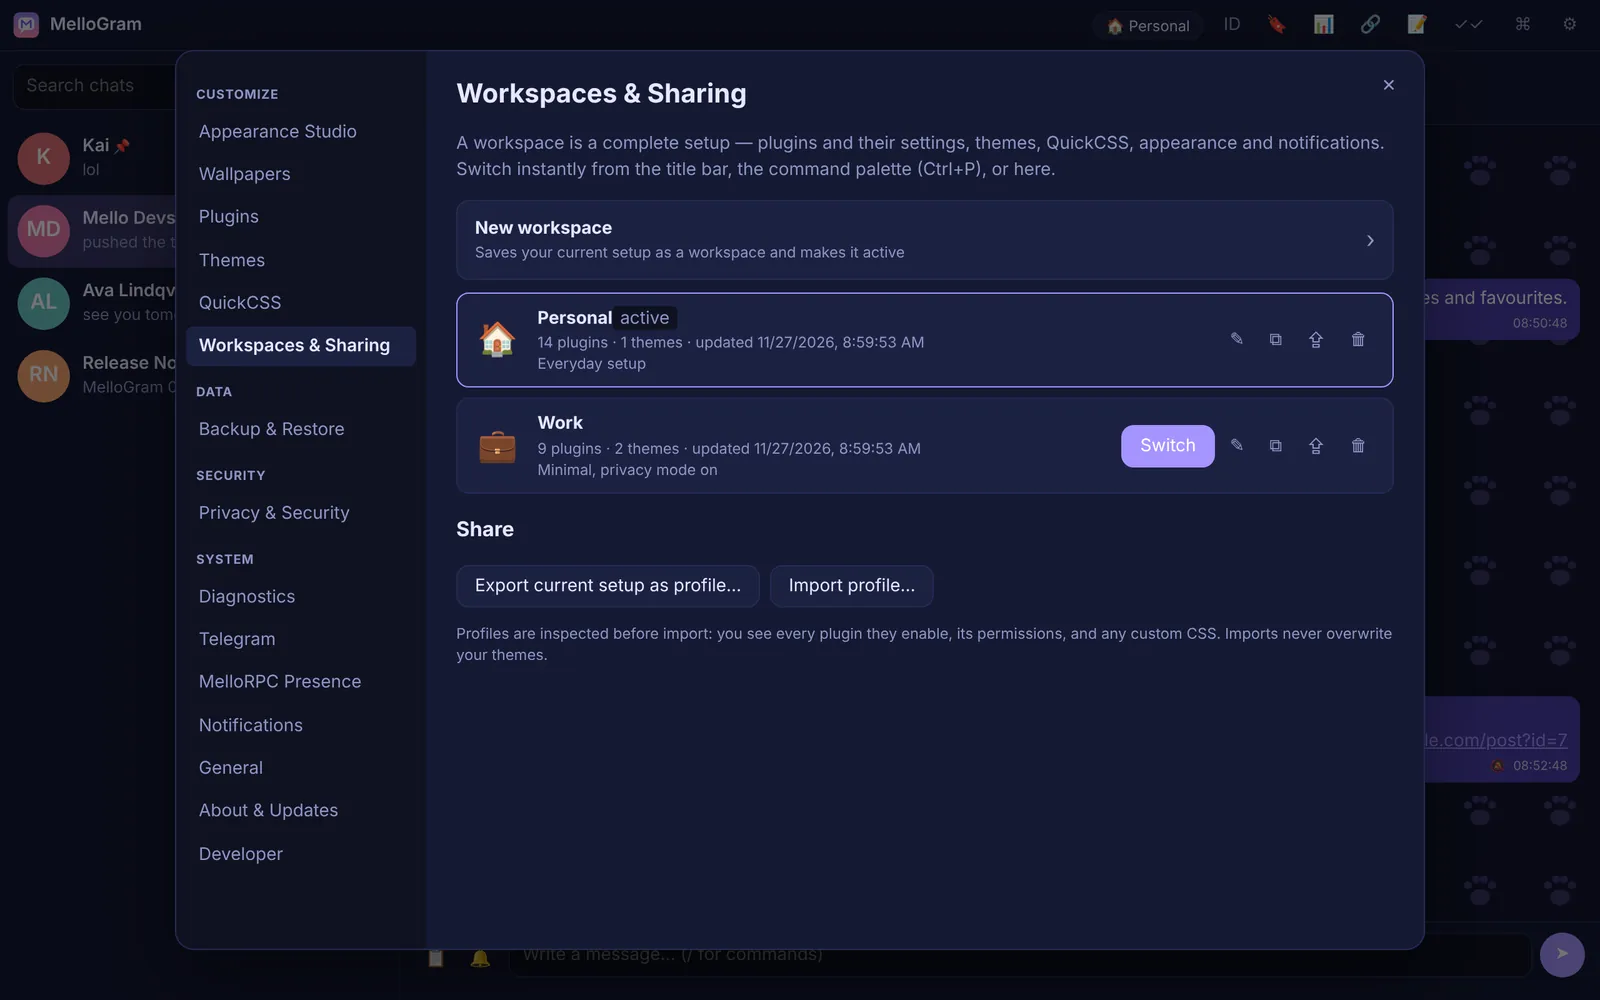 MelloGram
Personal
ID
Search chats
K
Kai
lol
MD
Mello Devs
pushed the t
AL
Ava Lindqv
see you tom
RN
Release No
MelloGram
CUSTOMIZE
Appearance Studio
Wallpapers
Plugins
Themes
QuickCSS
Workspaces & Sharing
DATA
Backup & Restore
SECURITY
Privacy & Security
SYSTEM
Diagnostics
Telegram
MelloRPC Presence
Notifications
General
About & Updates
Developer
Workspaces & Sharing
A workspace is a complete setup — plugins and their settings, themes, QuickCSS, appearance and notifications.
Switch instantly from the title bar, the command palette (Ctrl+P), or here.
New workspace
Saves your current setup as a workspace and makes it active
Personal active
14 plugins · 1 themes · updated 11/27/2026, 8:59:53 AM
Everyday setup
Work
9 plugins · 2 themes · updated 11/27/2026, 8:59:53 AM
Minimal, privacy mode on
Switch
Share
Export current setup as profile...
Import profile...
Profiles are inspected before import: you see every plugin they enable, its permissions, and any custom CSS. Imports never overwrite
your themes.
es and favourites.
08:50:48
le.com/post?id=7
08:52:48
Write a message... (/ for commands)